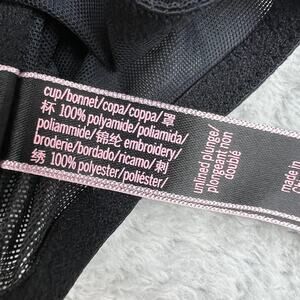 cup/bonnet/copa/coppa/罩
杯 100% polyamide/poliamida/
poliammide/锦纶 embroidery/
broderie/bordado/ricamo/刺
绣 100% polyester/poliéster/
unlined plunge/
plongeant non
doublé
made in